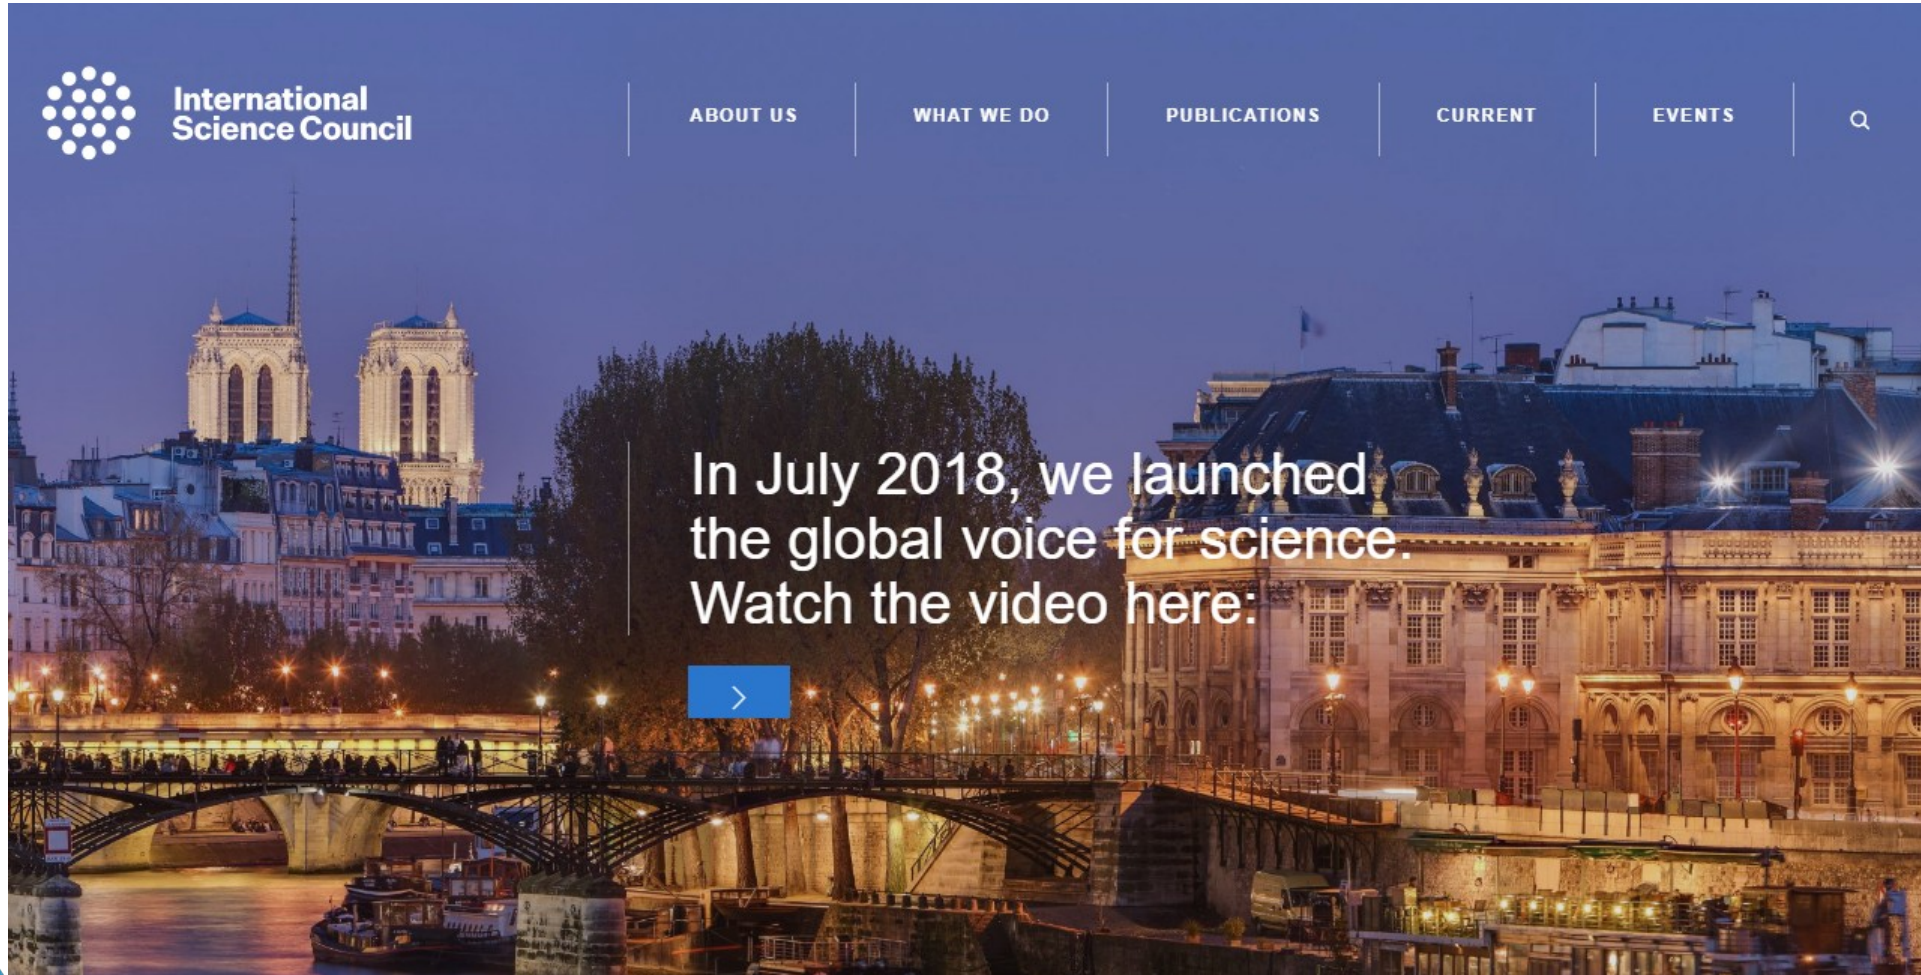 International
Science Council
ABOUT US
WHAT WE DO
PUBLICATIONS
CURRENT
EVENTS
In July 2018, we launched
the global voice for science.
Watch the video here: